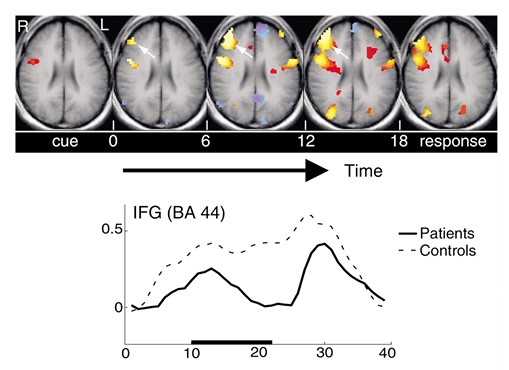 R L
cue 0 6 12 18 response
Time
IFG (BA 44)
0.5
0
Patients
Controls
0 10 20 30 40